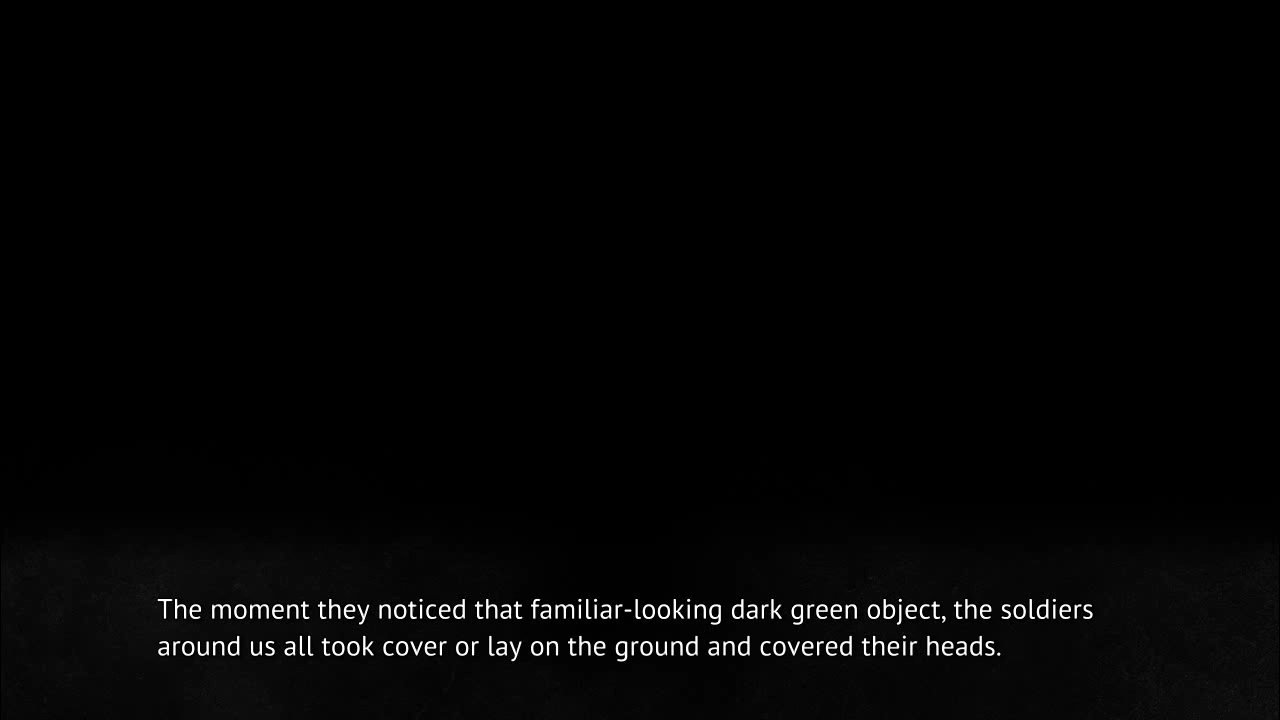 The moment they noticed that familiar-looking dark green object, the soldiers
around us all took cover or lay on the ground and covered their heads.